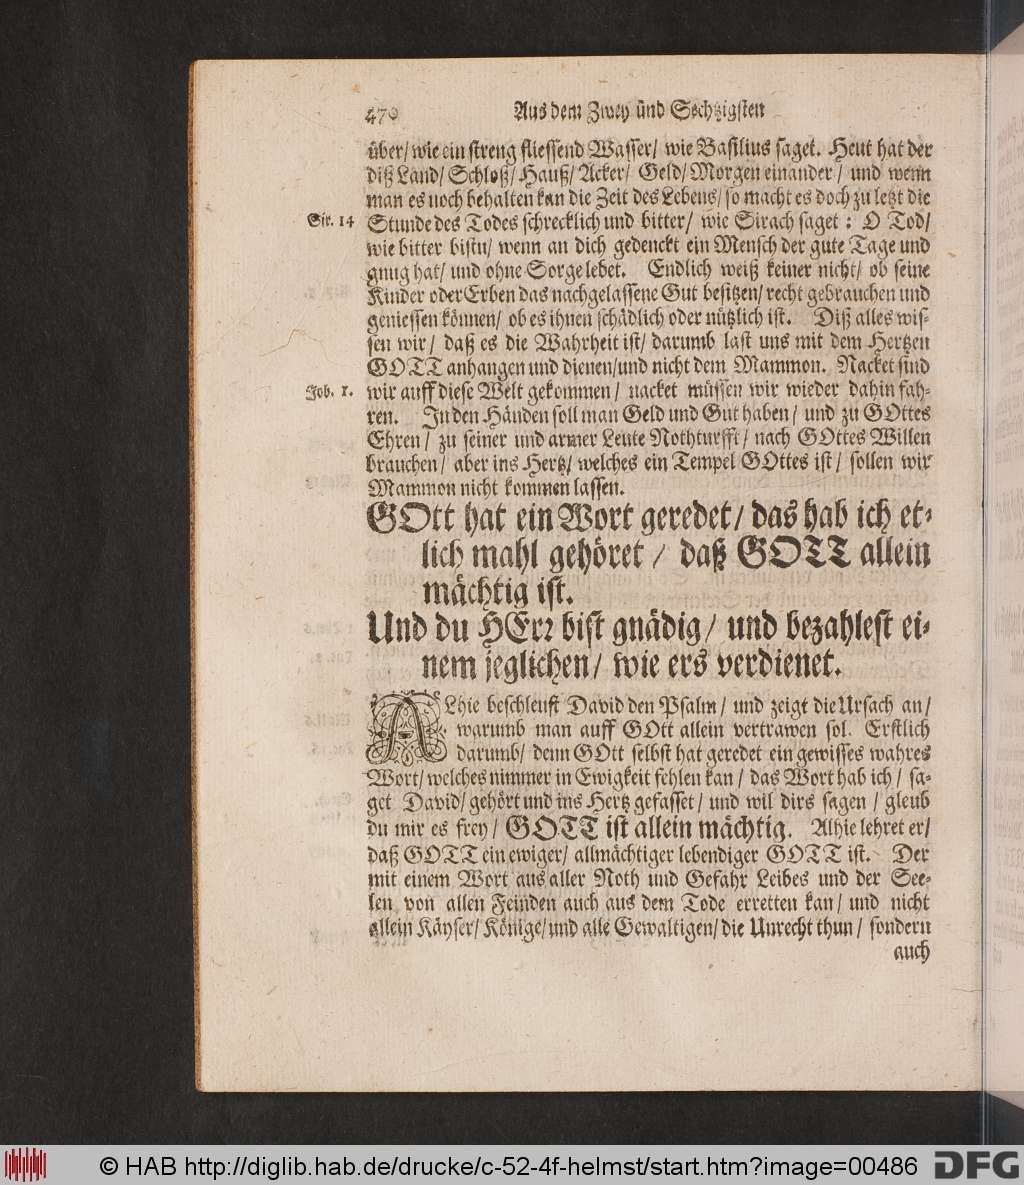 470 Aus dem Zwey und Sechtzigsten
über/ wie ein streng fliessend Wasser/ wie Basilius saget. Heut hat der
diß Land/ Schloß/ Hauß/ Acker/ Geld/ Morgen einander/ und wenn
man es noch behalten kan die Zeit des Lebens/ so macht es doch zu letzt die
Sir. 14 Stunde des Todes schrecklich und bitter/ wie Sirach saget: O Tod/
wie bitter bistu/ wenn an dich gedenckt ein Mensch der gute Tage und
gnug hat/ und ohne Sorge lebet. Endlich weiß keiner nicht/ ob seine
Kinder oder Erben das nachgelassene Gut besitzen/ recht gebrauchen und
geniessen können/ ob es ihnen schädlich oder nützlich ist. Diß alles wis-
sen wir/ daß es die Wahrheit ist/ darumb last uns mit dem Hertzen
GOTT anhangen und dienen/ und nicht dem Mammon. Nacket sind
Job. 1. wir auff diese Welt gekommen/ nacket müssen wir wieder dahin fah-
ren. In den Händen soll man Geld und Gut haben/ und zu GOttes
Ehren/ zu seiner und armer Leute Nothturfft/ nach GOttes Willen
brauchen/ aber ins Hertz/ welches ein Tempel GOttes ist/ sollen wir
Mammon nicht kommen lassen.
GOtt hat ein Wort geredet/ das hab ich et-
lich mahl gehöret/ daß GOTT allein
mächtig ist.
Und du HErr bist gnädig/ und bezahlest ei-
nem jeglichen/ wie ers verdienet.
ALhie beschleust David den Psalm/ und zeigt die Ursach an/
warumb man auff GOtt allein vertrawen sol. Erstlich
darumb/ denn GOtt selbst hat geredet ein gewisses wahres
Wort/ welches nimmer in Ewigkeit fehlen kan/ das Wort hab ich/ sa-
get David/ gehört und ins Hertz gefasset/ und wil dirs sagen/ gleub
du mir es frey/ GOTT ist allein mächtig. Alhie lehret er/
daß GOTT ein ewiger/ allmächtiger lebendiger GOTT ist. Der
mit einem Wort aus aller Noth und Gefahr Leibes und der See-
len von allen Feinden auch aus dem Tode erretten kan/ und nicht
allein Käyser/ Könige/ und alle Gewaltigen/ die Unrecht thun/ sondern
auch
© HAB http://diglib.hab.de/drucke/c-52-4f-helmst/start.htm?image=00486 DFG